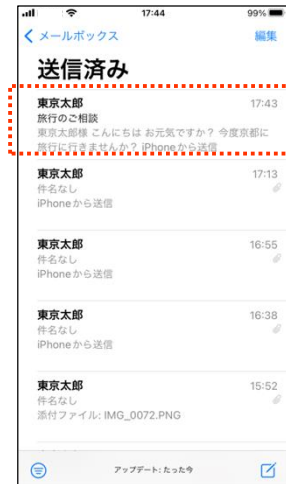 17:44
99%
メールボックス
編集
送信済み
東京太郎
17:43
旅行のご相談
東京太郎様 こんにちは お元気ですか? 今度京都に
旅行に行きませんか? iPhoneから送信
東京太郎
17:13
件名なし
iPhoneから送信
東京太郎
16:55
件名なし
iPhoneから送信
東京太郎
16:38
件名なし
iPhoneから送信
東京太郎
15:52
件名なし
添付ファイル: IMG_0072.PNG
アップデート: たった今